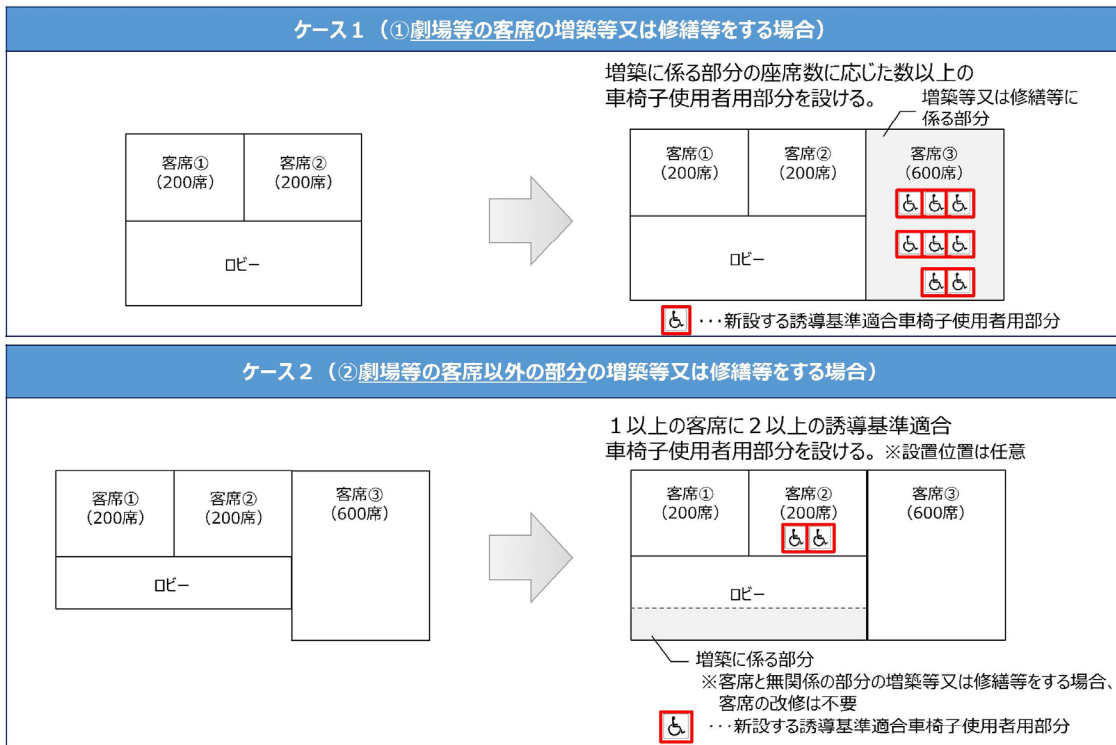 ケース1（①劇場等の客席の増築等又は修繕等をする場合）
増築に係る部分の座席数に応じた数以上の
車椅子使用者用部分を設ける。
増築等又は修繕等に
係る部分
客席①
（200席）
客席②
（200席）
ロビー
客席①
（200席）
客席②
（200席）
客席③
（600席）
ロビー
･･･新設する誘導基準適合車椅子使用者用部分
ケース2（②劇場等の客席以外の部分の増築等又は修繕等をする場合）
１以上の客席に２以上の誘導基準適合
車椅子使用者用部分を設ける。※設置位置は任意
客席①
（200席）
客席②
（200席）
客席③
（600席）
ロビー
客席①
（200席）
客席②
（200席）
客席③
（600席）
ロビー
増築に係る部分
※客席と無関係の部分の増築等又は修繕等をする場合、
客席の改修は不要
･･･新設する誘導基準適合車椅子使用者用部分